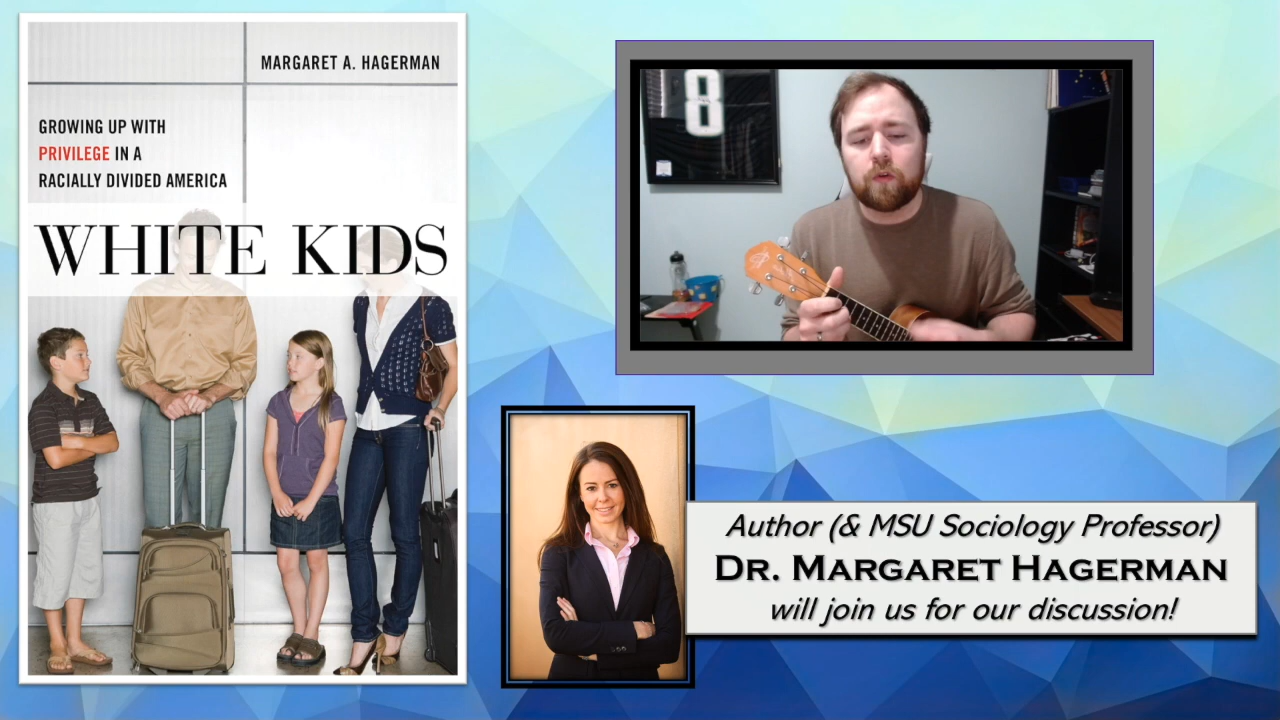 MARGARET A. HAGERMAN
GROWING UP WITH
PRIVILEGE IN A
RACIALLY DIVIDED AMERICA
WHITE KIDS
8
Author (& MSU Sociology Professor)
DR. MARGARET HAGERMAN
will join us for our discussion!